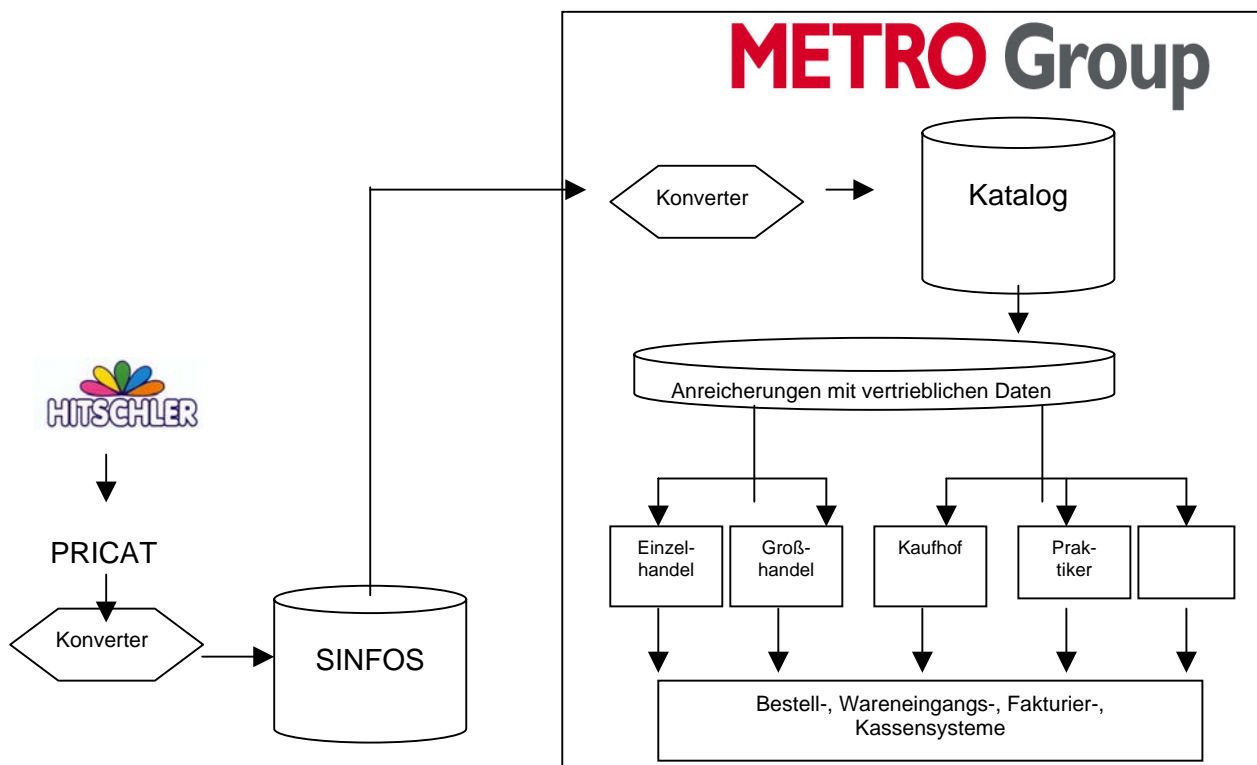 METRO Group
Konverter
Katalog
Anreicherungen mit vertrieblichen Daten
HITSCHLER
PRICAT
Konverter
SINFOS
Einzel-
handel
Groß-
handel
Kaufhof
Prak-
tiker
Bestell-, Wareneingangs-, Fakturier-,
Kassensysteme